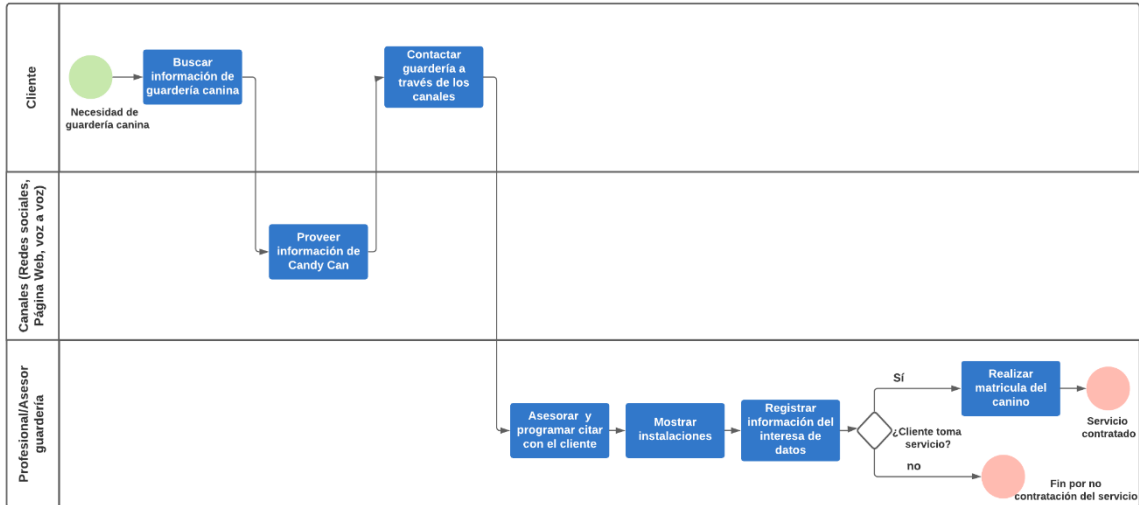 Cliente
Necesidad de
guardería canina
Buscar
información de
guardería canina
Contactar
guardería a
través de los
canales
Canales (Redes sociales,
Página Web, voz a voz)
Proveer
información de
Candy Can
Profesional/Asesor
guardería
Asesorar y
programar citar
con el cliente
Mostrar
instalaciones
Registrar
información del
interesa de
datos
¿Cliente toma
servicio?
Sí
Realizar
matricula del
canino
Servicio
contratado
no
Fin por no
contratación del servicio